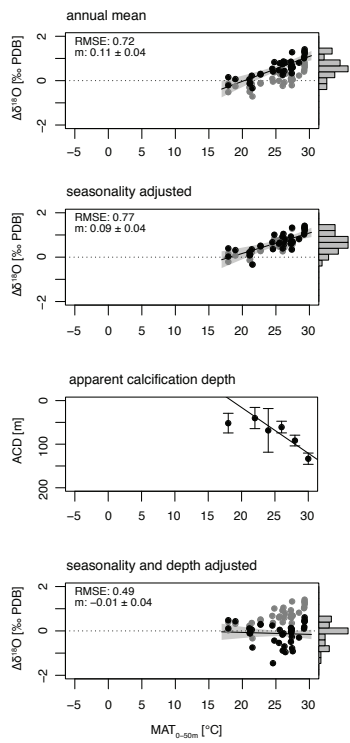 annual mean
RMSE: 0.72
m: 0.11 ± 0.04
Δδ¹⁸O [‰ PDB]
2
0
−2
−5 0 5 10 15 20 25 30
seasonality adjusted
RMSE: 0.77
m: 0.09 ± 0.04
Δδ¹⁸O [‰ PDB]
2
0
−2
−5 0 5 10 15 20 25 30
apparent calcification depth
ACD [m]
0
100
200
−5 0 5 10 15 20 25 30
seasonality and depth adjusted
RMSE: 0.49
m: −0.01 ± 0.04
Δδ¹⁸O [‰ PDB]
2
0
−2
−5 0 5 10 15 20 25 30
MAT₀₋₅₀ₘ [°C]